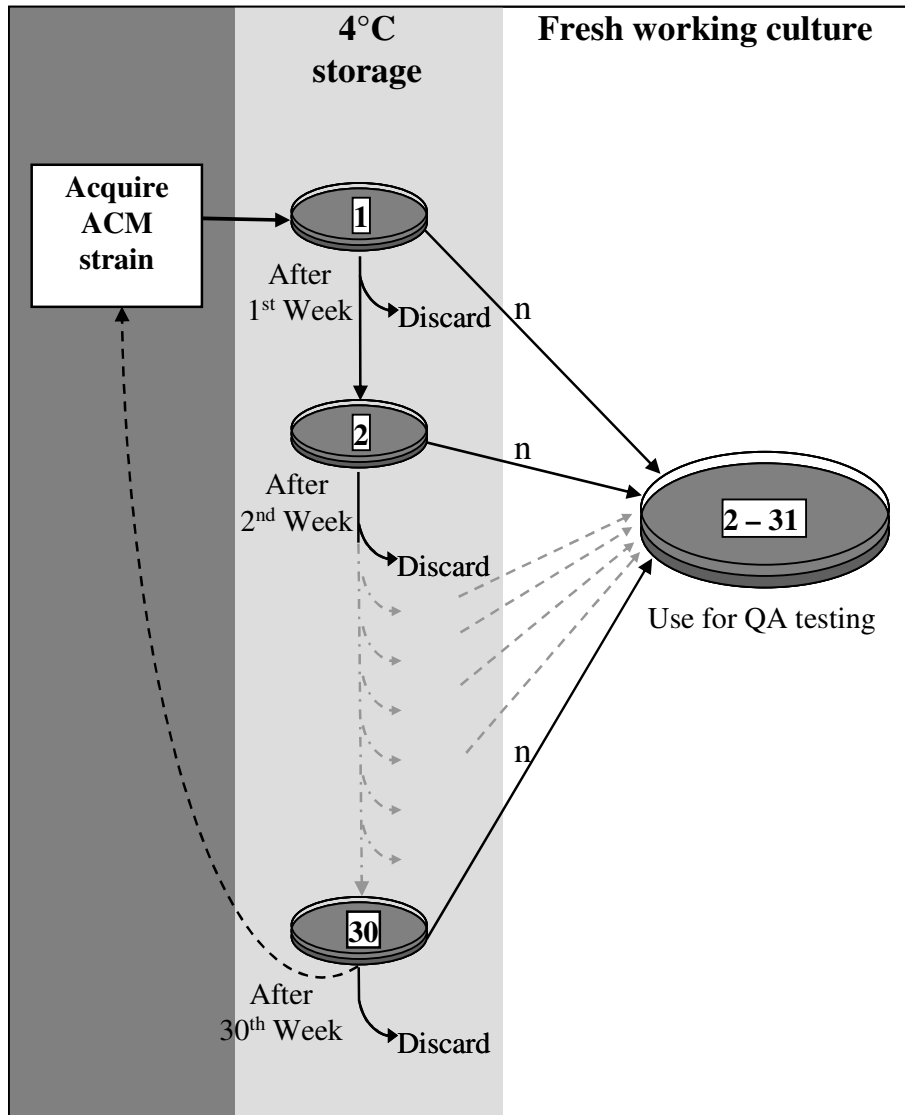 4°C
storage
Fresh working culture
Acquire
ACM
strain
1
After
1st Week
Discard
n
2
n
After
2nd Week
Discard
2 – 31
Use for QA testing
n
30
After
30th Week
Discard